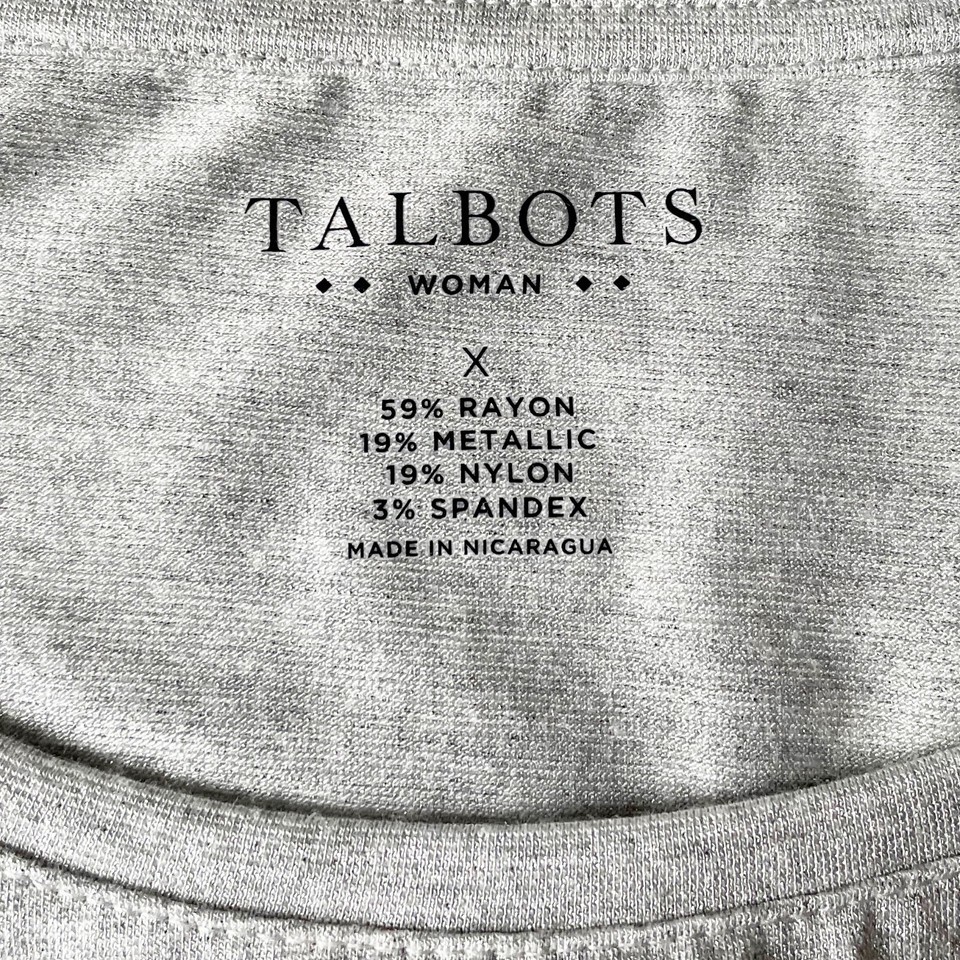 TALBOTS
◆ ◆ WOMAN ◆ ◆
X
59% RAYON
19% METALLIC
19% NYLON
3% SPANDEX
MADE IN NICARAGUA